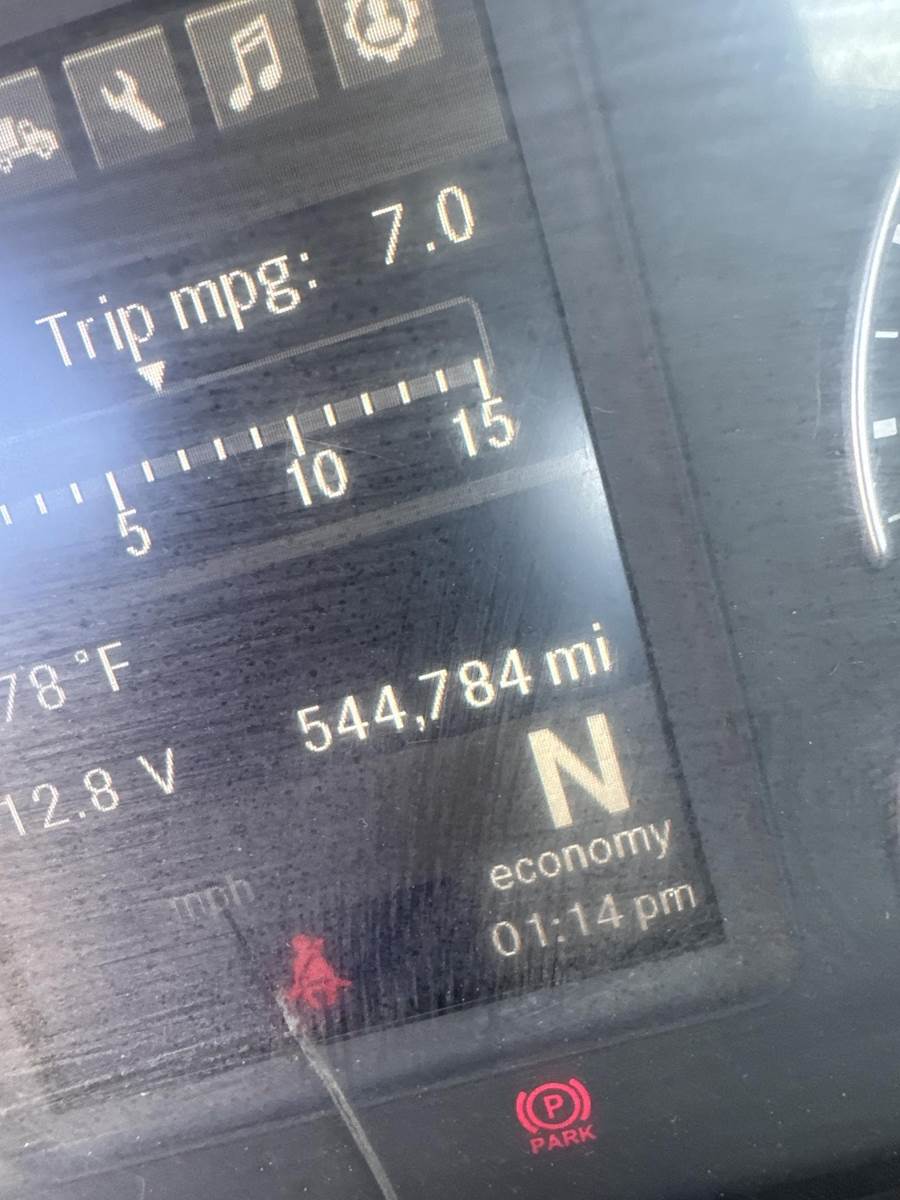 Trip mpg: 7.0
5 10 15
78 °F
544,784 mi
12.8 V
N
economy
mph
01:14 pm
P
PARK